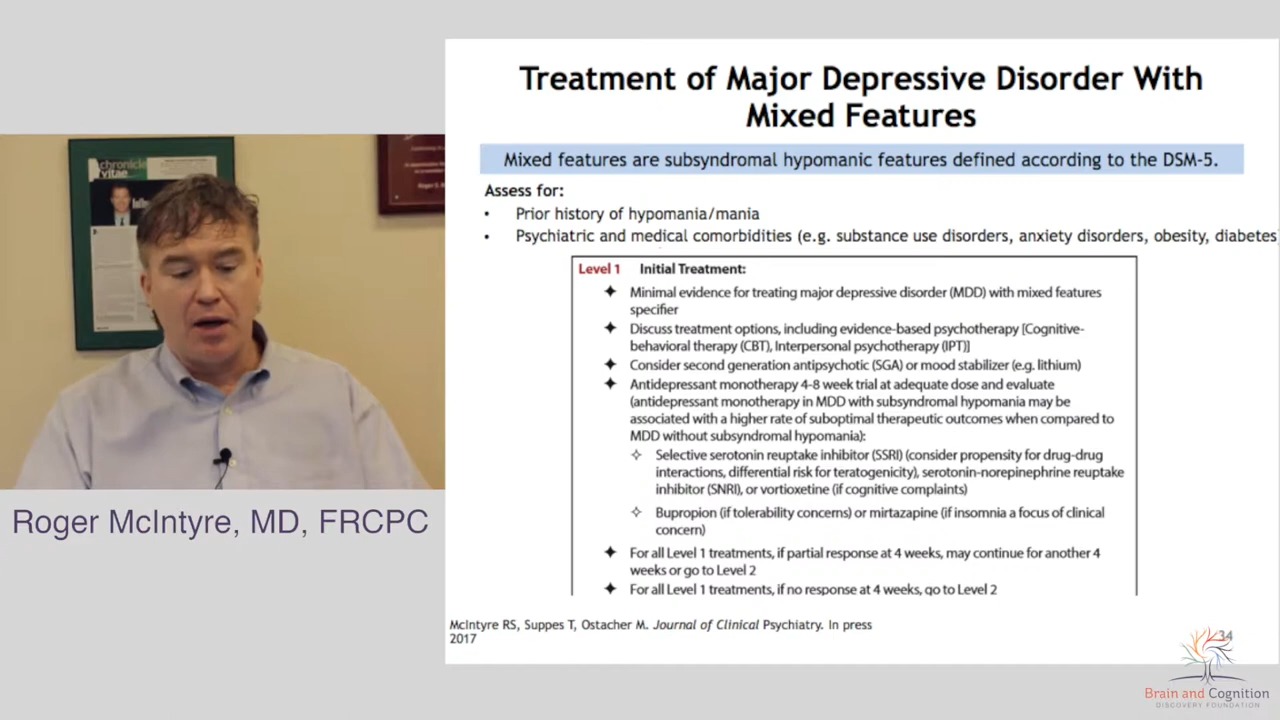 chronicle
vitae
Treatment of Major Depressive Disorder With
Mixed Features
Mixed features are subsyndromal hypomanic features defined according to the DSM-5.
Assess for:
• Prior history of hypomania/mania
• Psychiatric and medical comorbidities (e.g. substance use disorders, anxiety disorders, obesity, diabetes
Level 1 Initial Treatment:
✦ Minimal evidence for treating major depressive disorder (MDD) with mixed features
specifier
✦ Discuss treatment options, including evidence-based psychotherapy [Cognitive-
behavioral therapy (CBT), Interpersonal psychotherapy (IPT)]
✦ Consider second generation antipsychotic (SGA) or mood stabilizer (e.g. lithium)
✦ Antidepressant monotherapy 4-8 week trial at adequate dose and evaluate
(antidepressant monotherapy in MDD with subsyndromal hypomania may be
associated with a higher rate of suboptimal therapeutic outcomes when compared to
MDD without subsyndromal hypomania):
✧ Selective serotonin reuptake inhibitor (SSRI) (consider propensity for drug-drug
interactions, differential risk for teratogenicity), serotonin-norepinephrine reuptake
inhibitor (SNRI), or vortioxetine (if cognitive complaints)
✧ Bupropion (if tolerability concerns) or mirtazapine (if insomnia a focus of clinical
concern)
✦ For all Level 1 treatments, if partial response at 4 weeks, may continue for another 4
weeks or go to Level 2
✦ For all Level 1 treatments, if no response at 4 weeks, go to Level 2
McIntyre RS, Suppes T, Ostacher M. Journal of Clinical Psychiatry. In press
2017
34
Roger McIntyre, MD, FRCPC
Brain and Cognition
DISCOVERY FOUNDATION